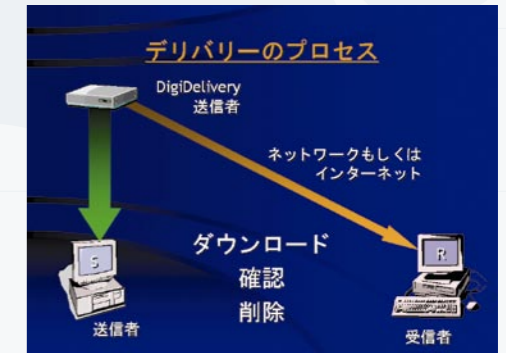 デリバリーのプロセス
DigiDelivery
送信者
ネットワークもしくは
インターネット
ダウンロード
確認
削除
S
送信者
R
受信者